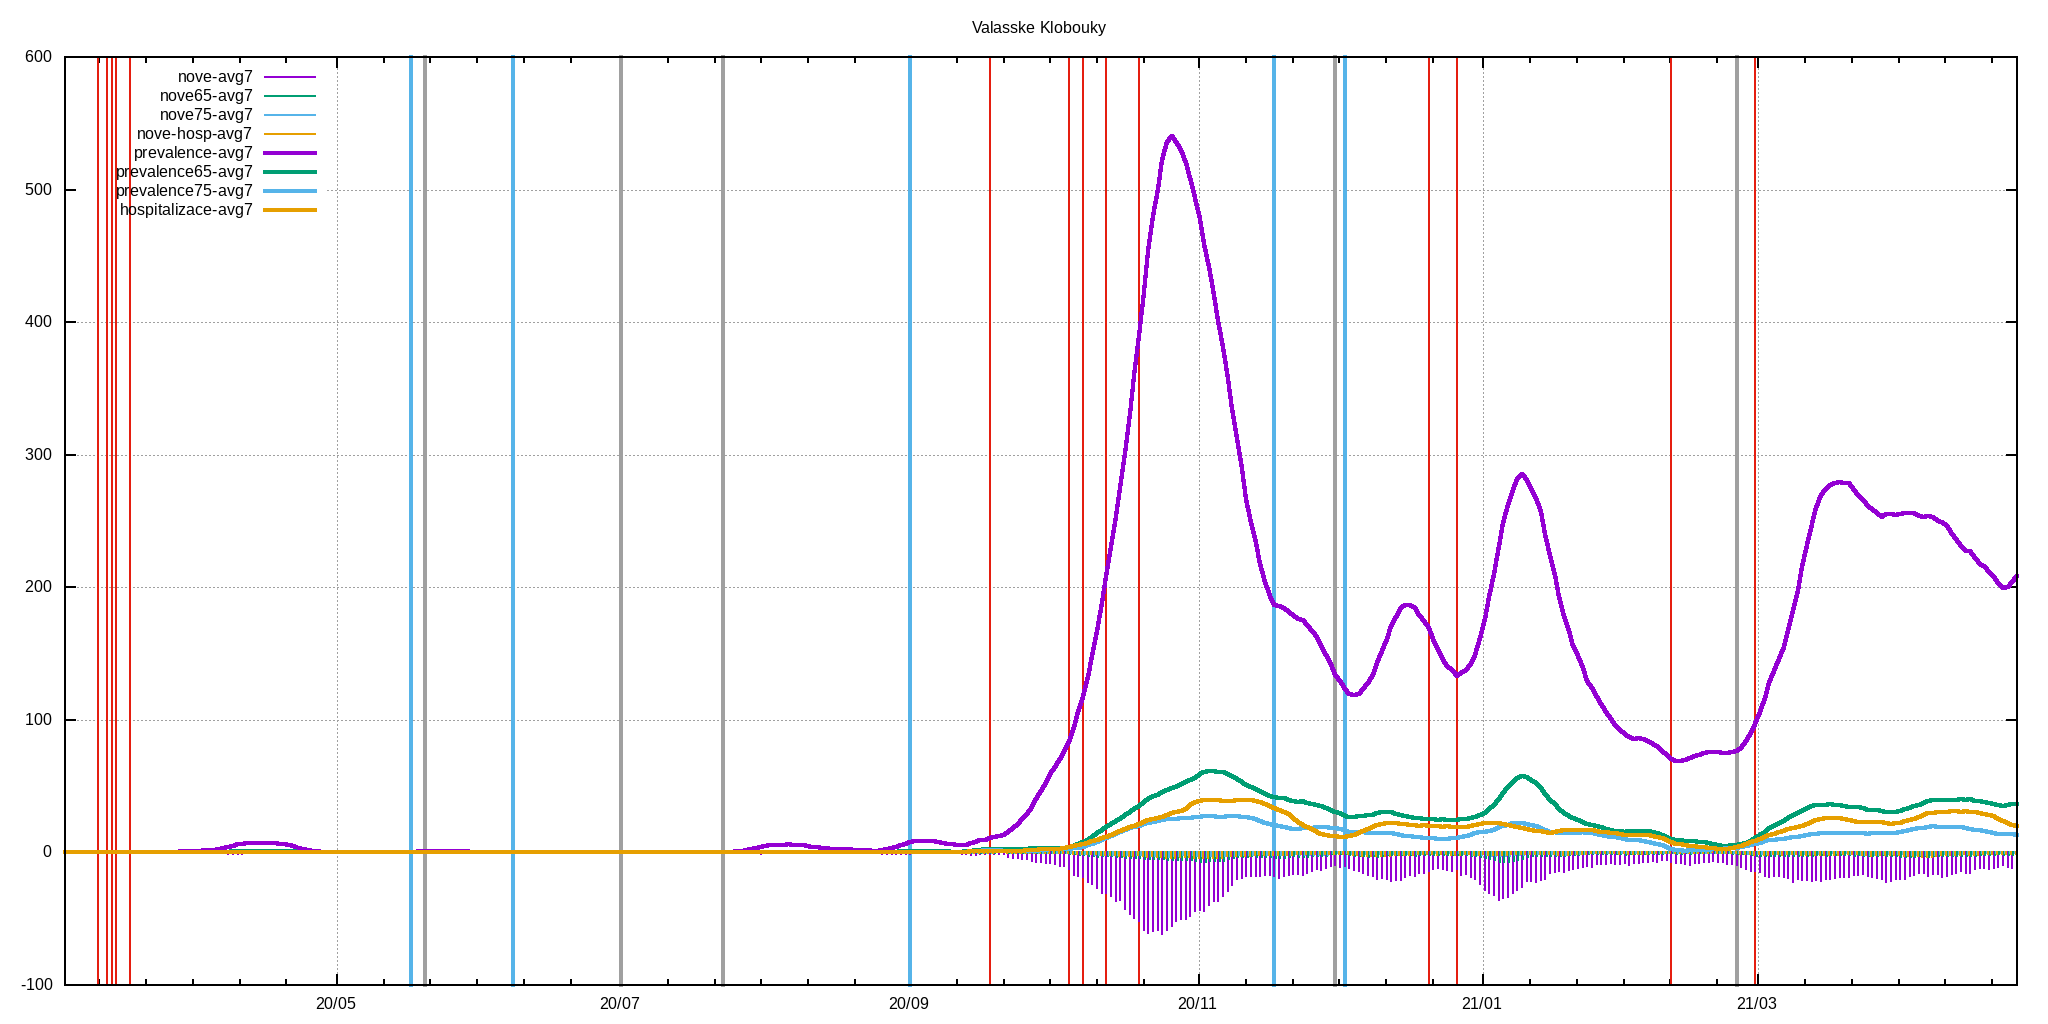 Valasske Klobouky
600
500
400
300
200
100
0
-100
nove-avg7
nove65-avg7
nove75-avg7
nove-hosp-avg7
prevalence-avg7
prevalence65-avg7
prevalence75-avg7
hospitalizace-avg7
20/05
20/07
20/09
20/11
21/01
21/03